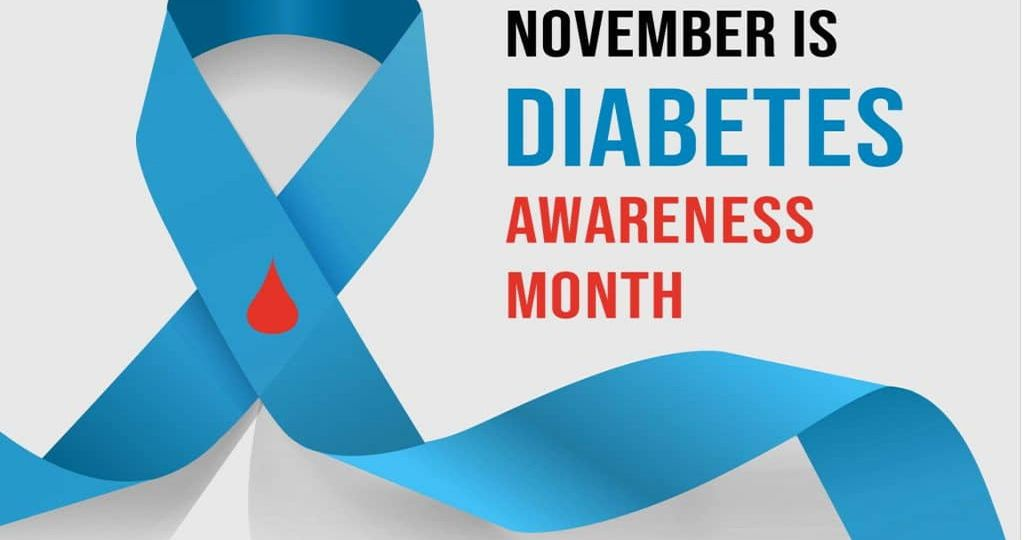 NOVEMBER IS
DIABETES
AWARENESS
MONTH